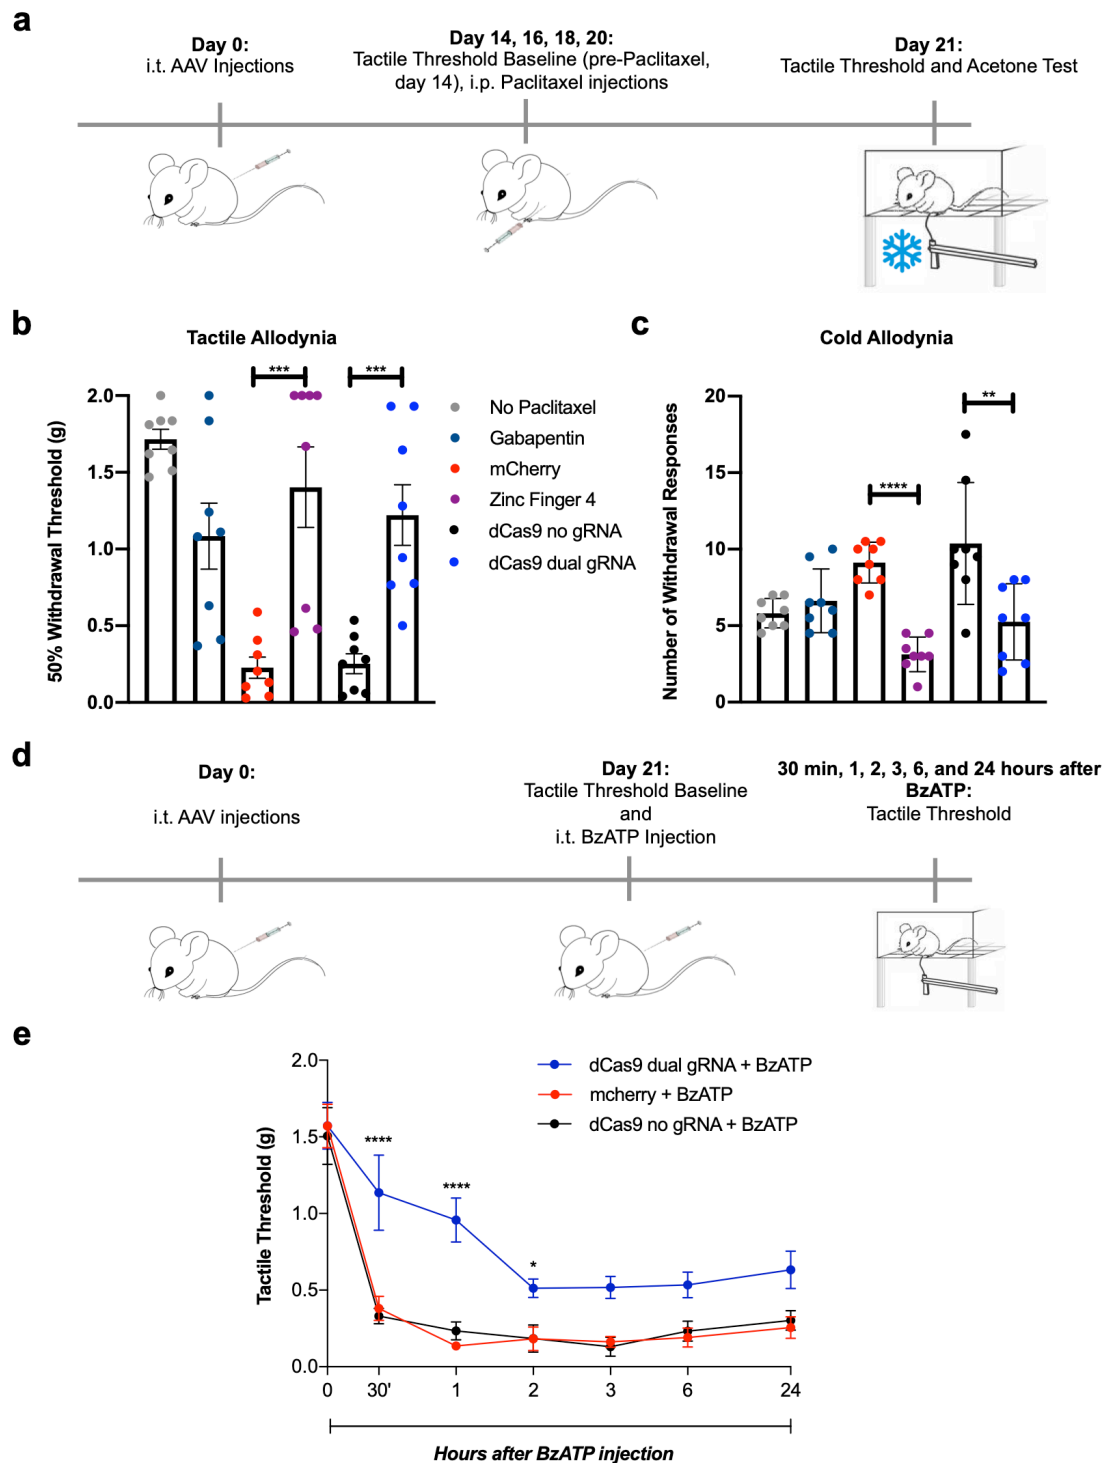 a
Day 0:
i.t. AAV Injections
Day 14, 16, 18, 20:
Tactile Threshold Baseline (pre-Paclitaxel,
day 14), i.p. Paclitaxel injections
Day 21:
Tactile Threshold and Acetone Test
b
Tactile Allodynia
50% Withdrawal Threshold (g)
2.0
1.5
1.0
0.5
0.0
***
***
No Paclitaxel
Gabapentin
mCherry
Zinc Finger 4
dCas9 no gRNA
dCas9 dual gRNA
c
Cold Allodynia
Number of Withdrawal Responses
20
15
10
5
0
****
**
d
Day 0:
i.t. AAV injections
Day 21:
Tactile Threshold Baseline
and
i.t. BzATP Injection
30 min, 1, 2, 3, 6, and 24 hours after
BzATP:
Tactile Threshold
e
Tactile Threshold (g)
2.0
1.5
1.0
0.5
0.0
****
****
*
dCas9 dual gRNA + BzATP
mcherry + BzATP
dCas9 no gRNA + BzATP
0 30' 1 2 3 6 24
Hours after BzATP injection